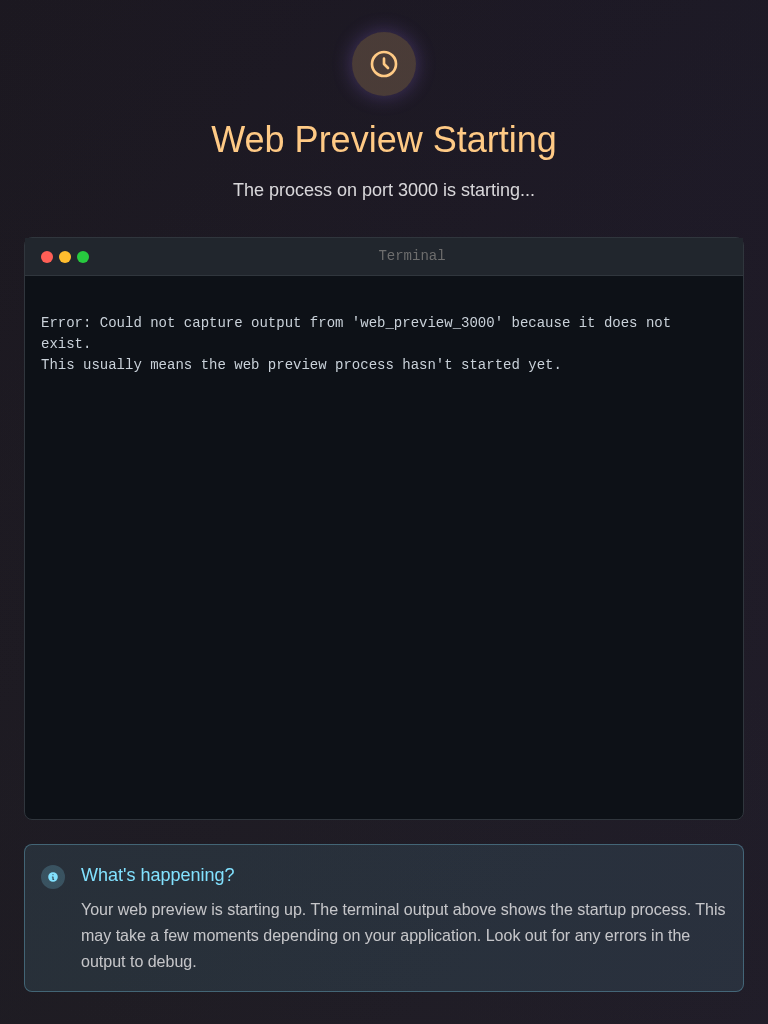 Web Preview Starting
The process on port 3000 is starting...
Terminal
Error: Could not capture output from 'web_preview_3000' because it does not
exist.
This usually means the web preview process hasn't started yet.
What's happening?
Your web preview is starting up. The terminal output above shows the startup process. This
may take a few moments depending on your application. Look out for any errors in the
output to debug.